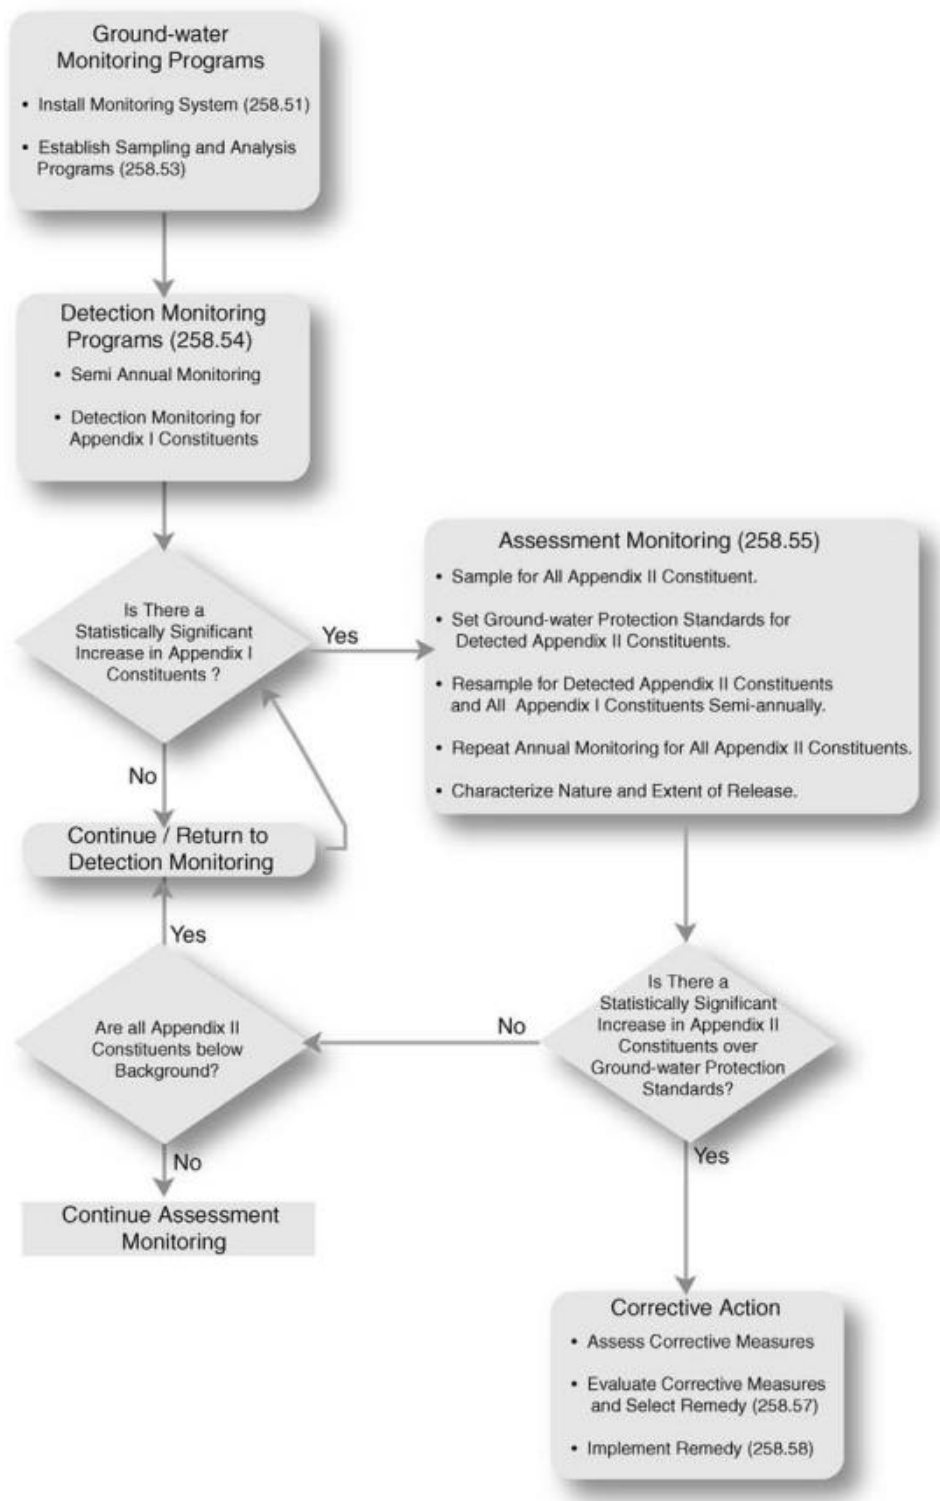 Ground-water
Monitoring Programs
• Install Monitoring System (258.51)
• Establish Sampling and Analysis
Programs (258.53)
Detection Monitoring
Programs (258.54)
• Semi Annual Monitoring
• Detection Monitoring for
Appendix I Constituents
Is There a
Statistically Significant
Increase in Appendix I
Constituents ?
Yes
Assessment Monitoring (258.55)
• Sample for All Appendix II Constituent.
• Set Ground-water Protection Standards for
Detected Appendix II Constituents.
• Resample for Detected Appendix II Constituents
and All Appendix I Constituents Semi-annually.
• Repeat Annual Monitoring for All Appendix II Constituents.
• Characterize Nature and Extent of Release.
No
Continue / Return to
Detection Monitoring
Yes
Are all Appendix II
Constituents below
Background?
No
Is There a
Statistically Significant
Increase in Appendix II
Constituents over
Ground-water Protection
Standards?
No
Continue Assessment
Monitoring
Yes
Corrective Action
• Assess Corrective Measures
• Evaluate Corrective Measures
and Select Remedy (258.57)
• Implement Remedy (258.58)